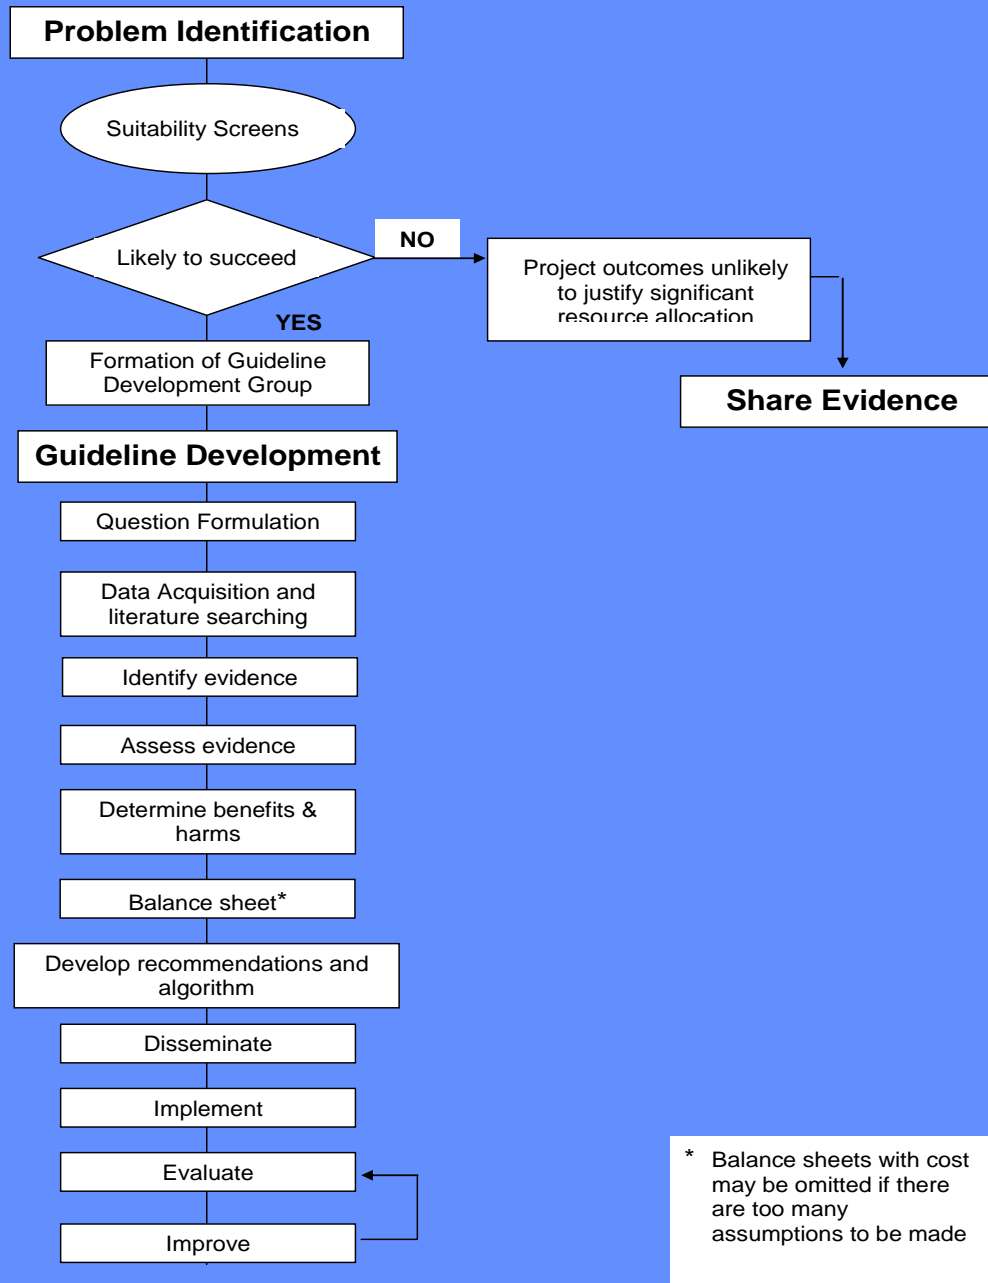 Problem Identification
Suitability Screens
Likely to succeed
NO
Project outcomes unlikely
to justify significant
resource allocation
YES
Formation of Guideline
Development Group
Share Evidence
Guideline Development
Question Formulation
Data Acquisition and
literature searching
Identify evidence
Assess evidence
Determine benefits &
harms
Balance sheet*
Develop recommendations and
algorithm
Disseminate
Implement
Evaluate
Improve
* Balance sheets with cost
may be omitted if there
are too many
assumptions to be made